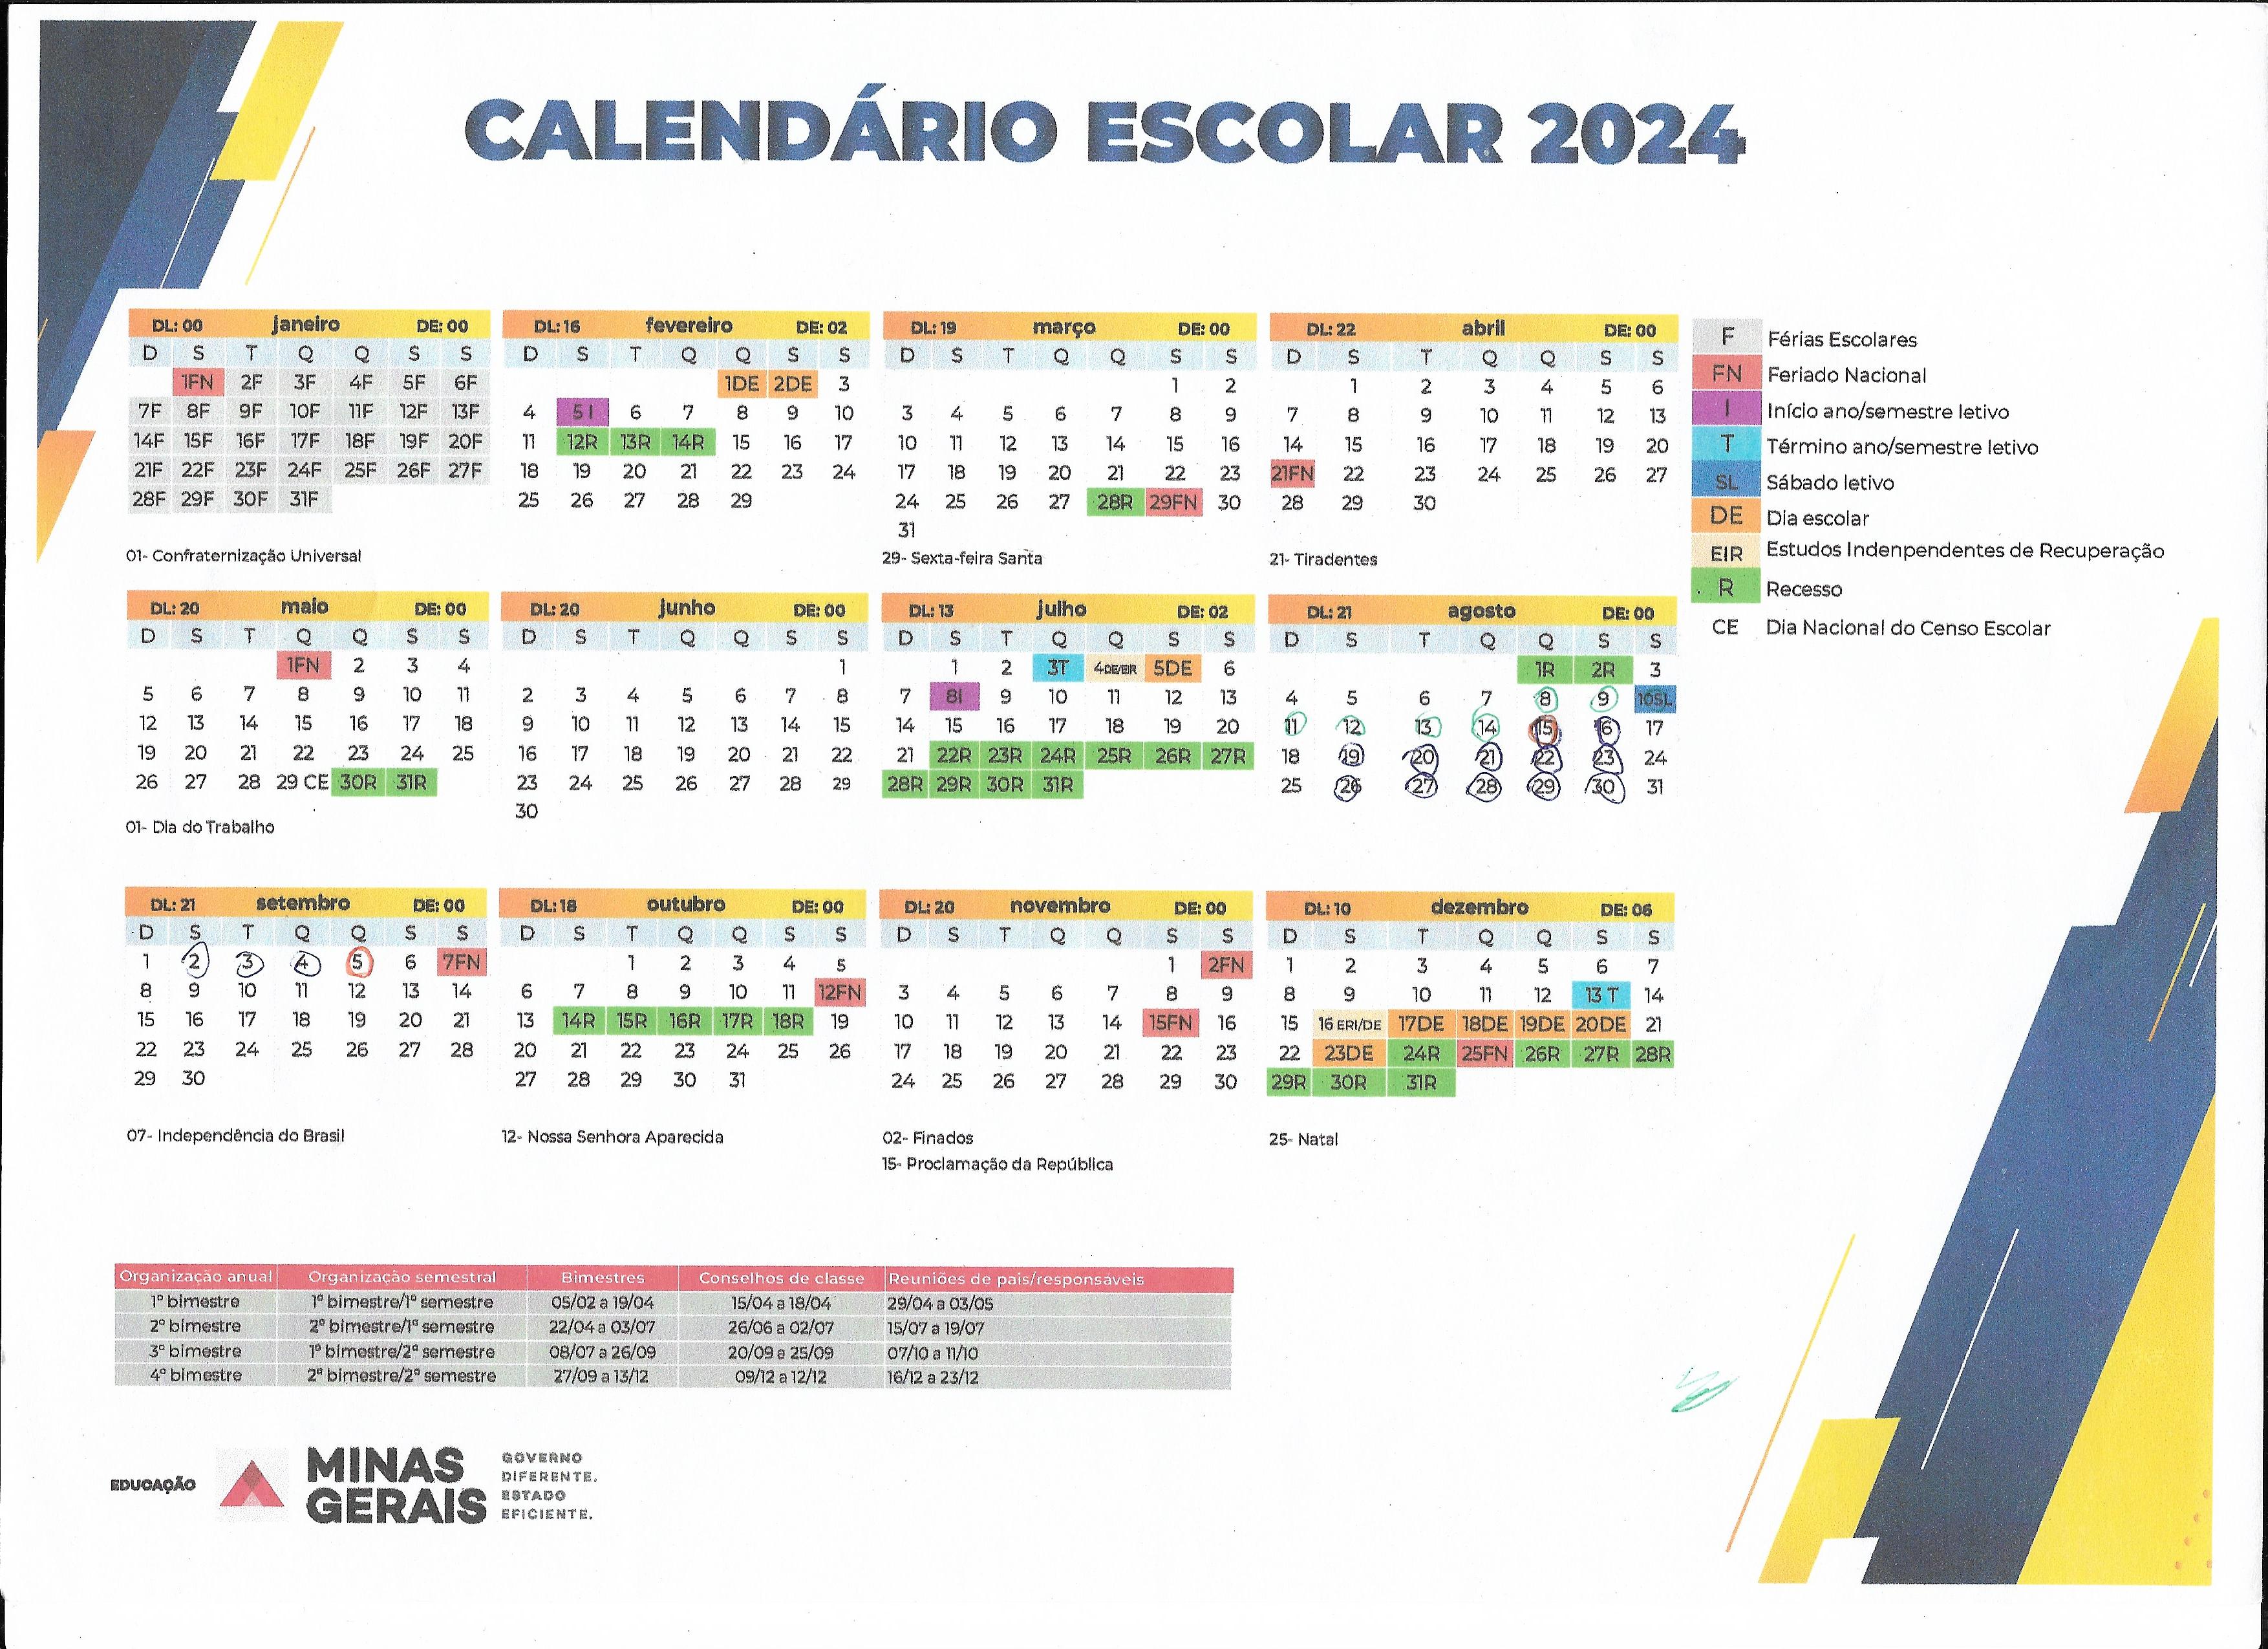 CALENDÁRIO ESCOLAR 2024
DL: 00 janeiro DE: 00
D S T Q Q S S
1FN 2F 3F 4F 5F 6F
7F 8F 9F 10F 11F 12F 13F
14F 15F 16F 17F 18F 19F 20F
21F 22F 23F 24F 25F 26F 27F
28F 29F 30F 31F
01- Confraternização Universal
DL: 16 fevereiro DE: 02
D S T Q Q S S
1DE 2DE 3
4 5 I 6 7 8 9 10
11 12R 13R 14R 15 16 17
18 19 20 21 22 23 24
25 26 27 28 29
DL: 19 março DE: 00
D S T Q Q S S
1 2
3 4 5 6 7 8 9
10 11 12 13 14 15 16
17 18 19 20 21 22 23
24 25 26 27 28R 29FN 30
31
29- Sexta-feira Santa
DL: 22 abril DE: 00
D S T Q Q S S
1 2 3 4 5 6
7 8 9 10 11 12 13
14 15 16 17 18 19 20
21FN 22 23 24 25 26 27
28 29 30
21- Tiradentes
F Férias Escolares
FN Feriado Nacional
I Início ano/semestre letivo
T Término ano/semestre letivo
SL Sábado letivo
DE Dia escolar
EIR Estudos Indenpendentes de Recuperação
R Recesso
CE Dia Nacional do Censo Escolar
DL: 20 maio DE: 00
D S T Q Q S S
1FN 2 3 4
5 6 7 8 9 10 11
12 13 14 15 16 17 18
19 20 21 22 23 24 25
26 27 28 29 CE 30R 31R
01- Dia do Trabalho
DL: 20 junho DE: 00
D S T Q Q S S
1
2 3 4 5 6 7 8
9 10 11 12 13 14 15
16 17 18 19 20 21 22
23 24 25 26 27 28 29
30
DL: 13 julho DE: 02
D S T Q Q S S
1 2 3T 4DE/EIR 5DE 6
7 8I 9 10 11 12 13
14 15 16 17 18 19 20
21 22R 23R 24R 25R 26R 27R
28R 29R 30R 31R
DL: 21 agosto DE: 00
D S T Q Q S S
1R 2R 3
4 5 6 7 8 9 10SL
11 12 13 14 15 16 17
18 19 20 21 22 23 24
25 26 27 28 29 30 31
DL: 21 setembro DE: 00
D S T Q Q S S
1 2 3 4 5 6 7FN
8 9 10 11 12 13 14
15 16 17 18 19 20 21
22 23 24 25 26 27 28
29 30
07- Independência do Brasil
DL: 18 outubro DE: 00
D S T Q Q S S
1 2 3 4 5
6 7 8 9 10 11 12FN
13 14R 15R 16R 17R 18R 19
20 21 22 23 24 25 26
27 28 29 30 31
12- Nossa Senhora Aparecida
DL: 20 novembro DE: 00
D S T Q Q S S
1 2FN
3 4 5 6 7 8 9
10 11 12 13 14 15FN 16
17 18 19 20 21 22 23
24 25 26 27 28 29 30
02- Finados
15- Proclamação da República
DL: 10 dezembro DE: 06
D S T Q Q S S
1 2 3 4 5 6 7
8 9 10 11 12 13 T 14
15 16 ERI/DE 17DE 18DE 19DE 20DE 21
22 23DE 24R 25FN 26R 27R 28R
29R 30R 31R
25- Natal
Organização anual Organização semestral Bimestres Conselhos de classe Reuniões de pais/responsáveis
1º bimestre 1º bimestre/1º semestre 05/02 a 19/04 15/04 a 18/04 29/04 a 03/05
2º bimestre 2º bimestre/1º semestre 22/04 a 03/07 26/06 a 02/07 15/07 a 19/07
3º bimestre 1º bimestre/2º semestre 08/07 a 26/09 20/09 a 25/09 07/10 a 11/10
4º bimestre 2º bimestre/2º semestre 27/09 a 13/12 09/12 a 12/12 16/12 a 23/12
EDUCAÇÃO
MINAS
GERAIS
GOVERNO
DIFERENTE.
ESTADO
EFICIENTE.